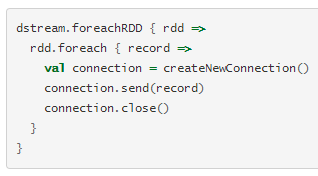 dstream.foreachRDD { rdd =>
  rdd.foreach { record =>
    val connection = createNewConnection()
    connection.send(record)
    connection.close()
  }
}